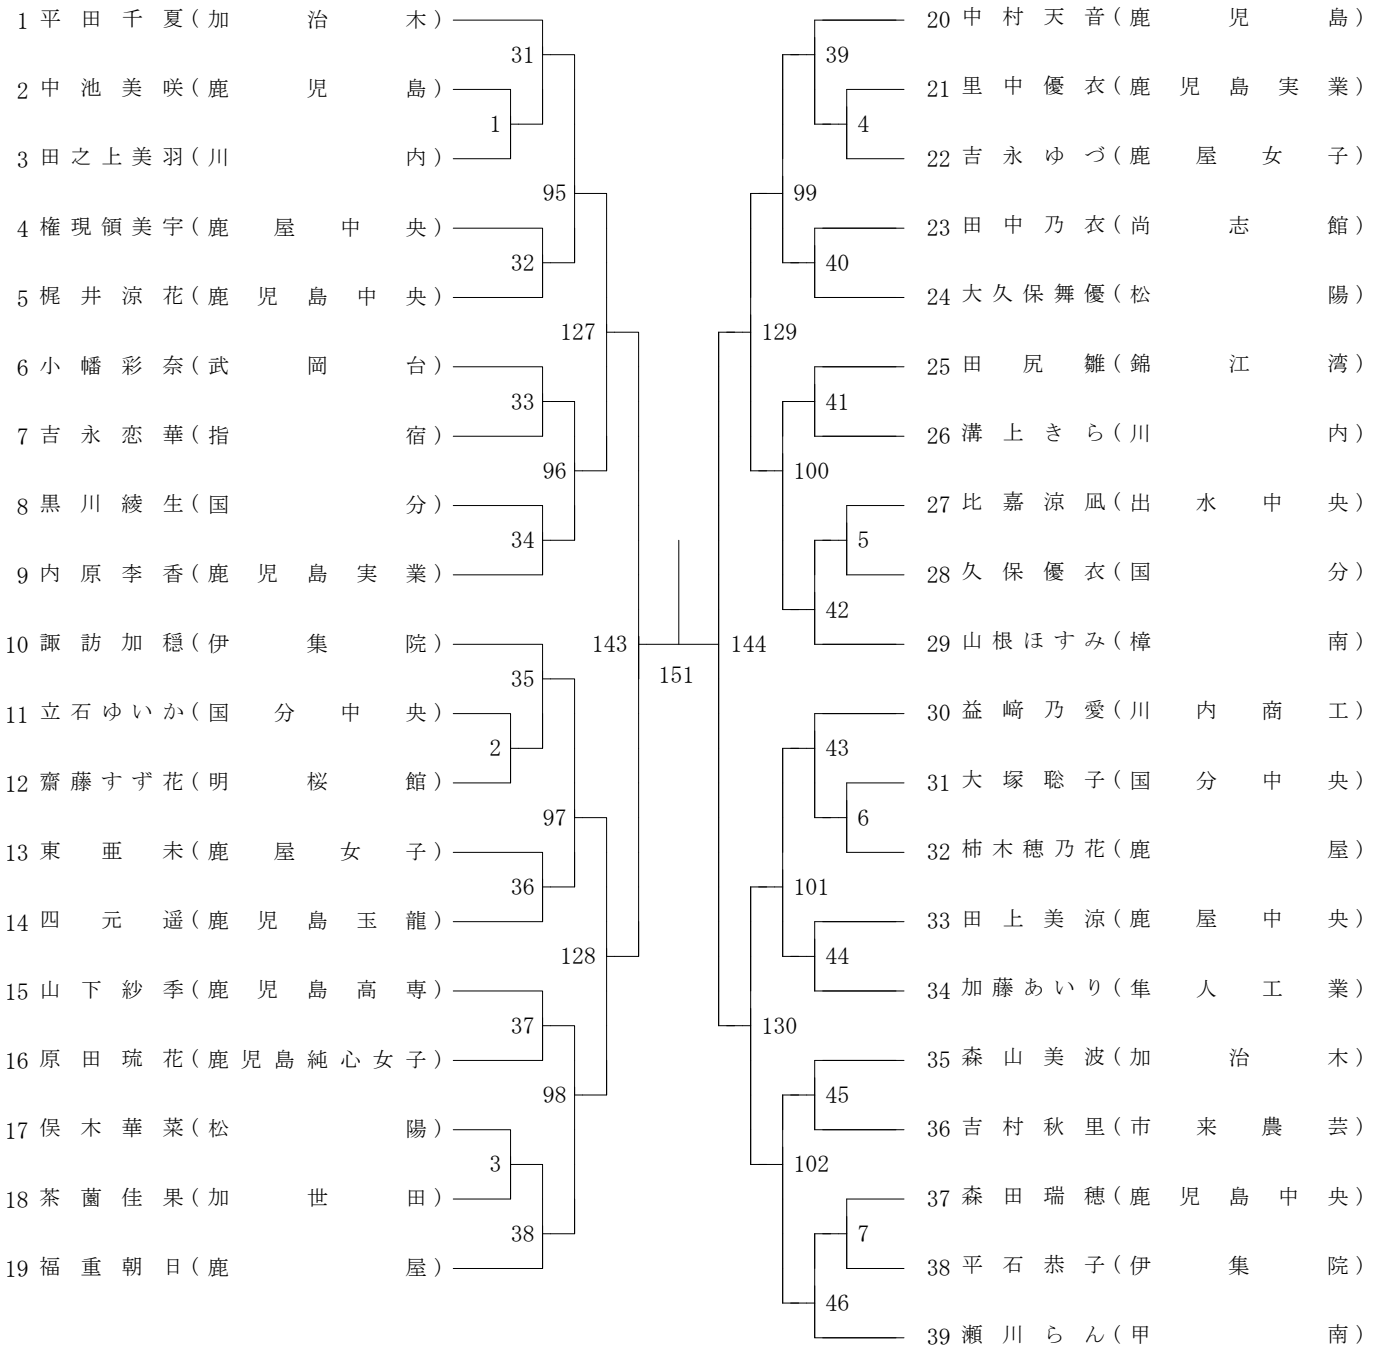 1 平田千夏(加治木)
2 中池美咲(鹿児島)
3 田之上美羽(川内)
4 権現領美宇(鹿屋中央)
5 梶井涼花(鹿児島中央)
6 小幡彩奈(武岡台)
7 吉永恋華(指宿)
8 黒川綾生(国分)
9 内原李香(鹿児島実業)
10 諏訪加穏(伊集院)
11 立石ゆいか(国分中央)
12 齋藤すず花(明桜館)
13 東亜未(鹿屋女子)
14 四元遥(鹿児島玉龍)
15 山下紗季(鹿児島高専)
16 原田琉花(鹿児島純心女子)
17 俣木華菜(松陽)
18 茶薗佳果(加世田)
19 福重朝日(鹿屋)
31
1
95
32
127
33
96
34
143
35
2
97
36
128
37
98
3
38
151
144
39
4
99
40
129
41
100
5
42
43
6
101
44
130
45
102
7
46
20 中村天音(鹿児島)
21 里中優衣(鹿児島実業)
22 吉永ゆづ(鹿屋女子)
23 田中乃衣(尚志館)
24 大久保舞優(松陽)
25 田尻雛(錦江湾)
26 溝上きら(川内)
27 比嘉涼凪(出水中央)
28 久保優衣(国分)
29 山根ほすみ(樟南)
30 益﨑乃愛(川内商工)
31 大塚聡子(国分中央)
32 柿木穂乃花(鹿屋)
33 田上美涼(鹿屋中央)
34 加藤あいり(隼人工業)
35 森山美波(加治木)
36 吉村秋里(市来農芸)
37 森田瑞穂(鹿児島中央)
38 平石恭子(伊集院)
39 瀬川らん(甲南)